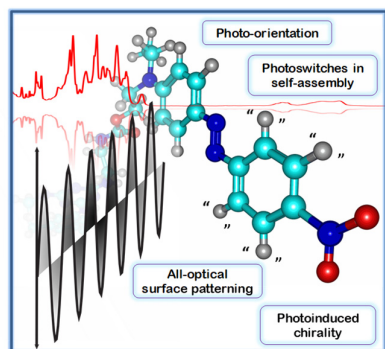 Photo-orientation
Photoswitches in
self-assembly
“ ”
“ ”
“ ”
“ ”
All-optical
surface patterning
Photoinduced
chirality